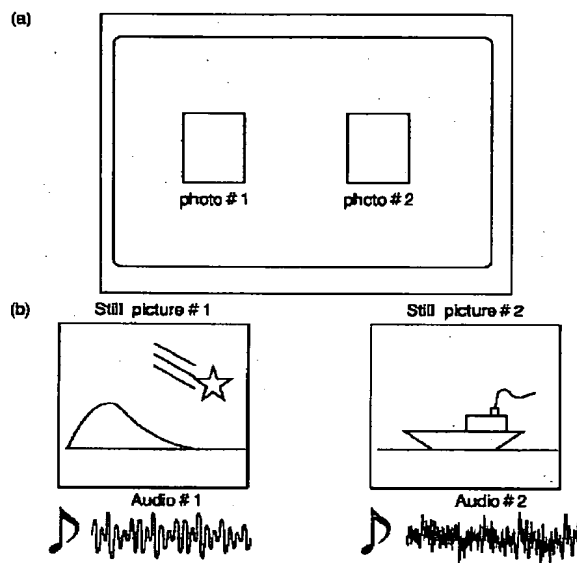 (a)
photo # 1 photo # 2
(b) Still picture # 1 Still picture # 2
Audio # 1 Audio # 2